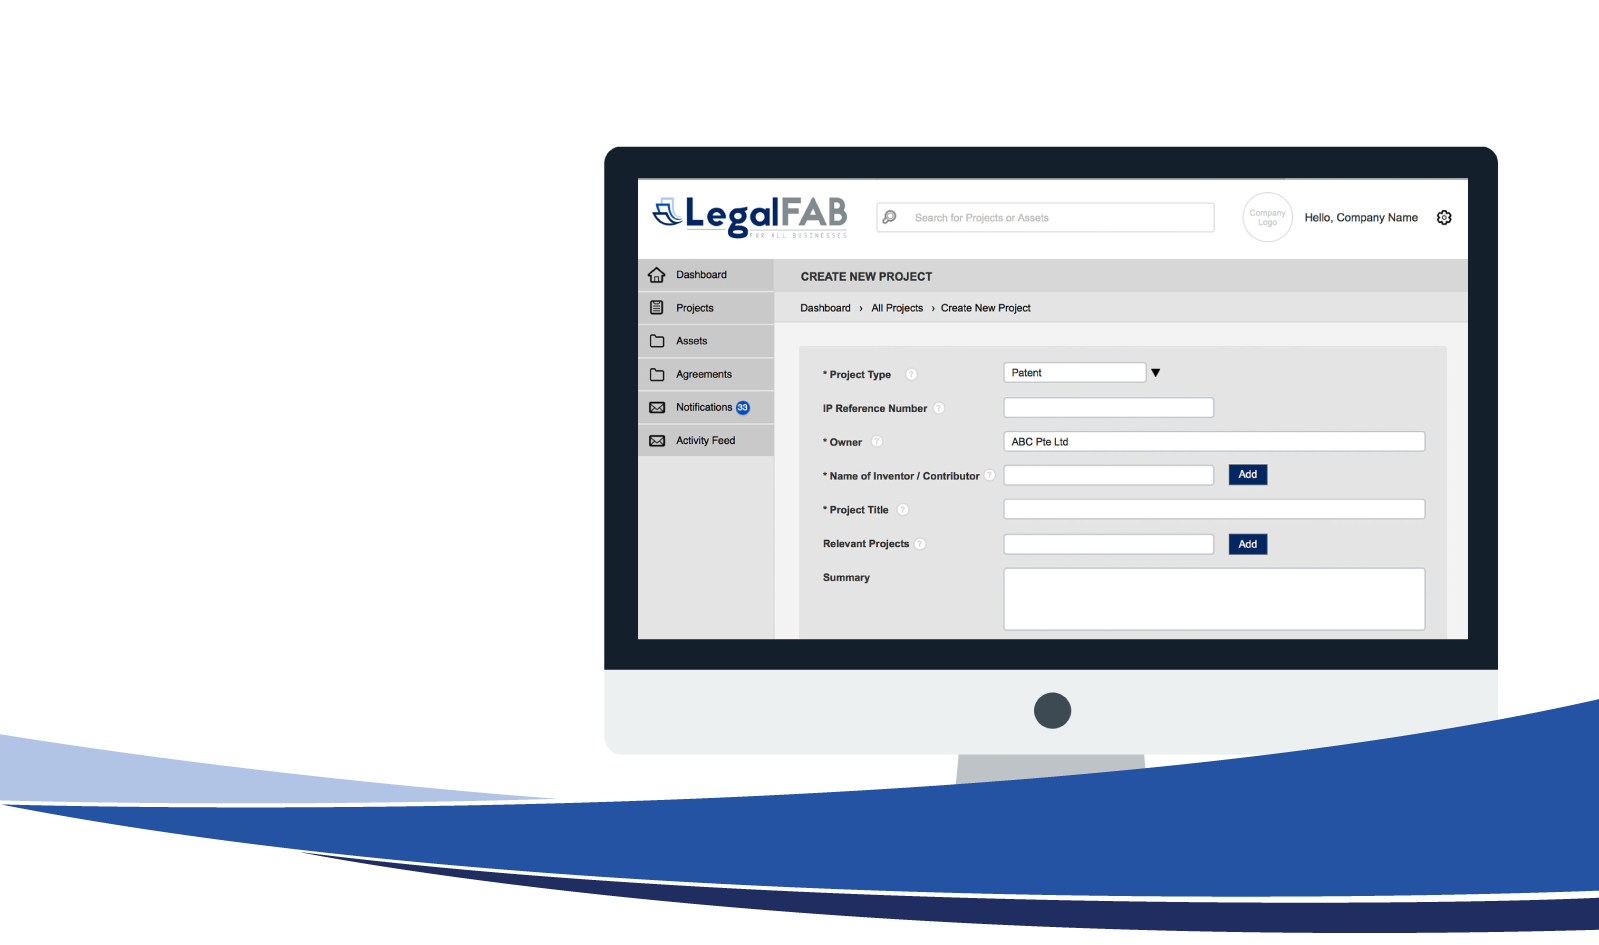 LegalFAB
FOR ALL BUSINESSES
Search for Projects or Assets
Company
Logo
Hello, Company Name
Dashboard
Projects
Assets
Agreements
Notifications 33
Activity Feed
CREATE NEW PROJECT
Dashboard › All Projects › Create New Project
* Project Type ? Patent ▼
IP Reference Number ?
* Owner ? ABC Pte Ltd
* Name of Inventor / Contributor ? Add
* Project Title ?
Relevant Projects ? Add
Summary